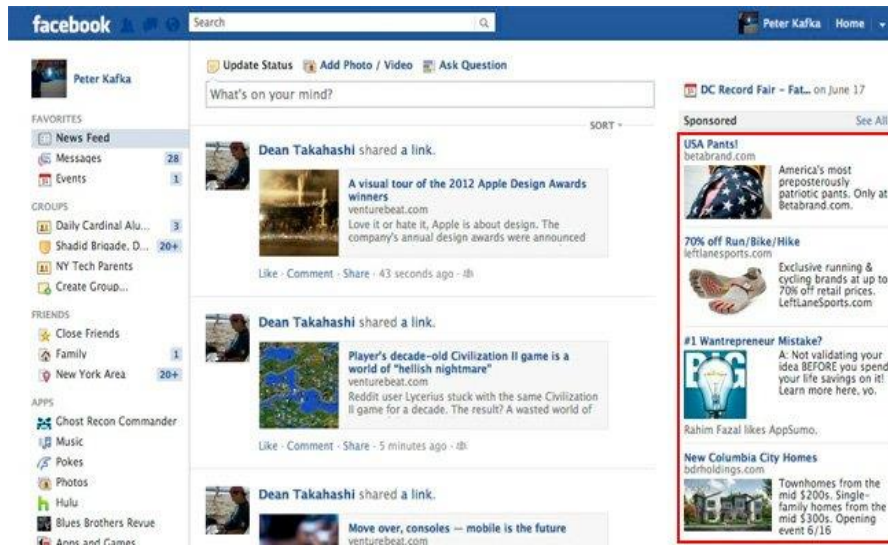 facebook
Search
Peter Kafka
Home
Peter Kafka
FAVORITES
News Feed
Messages 28
Events 1
GROUPS
Daily Cardinal Alu... 3
Shadid Brigade, D... 20+
NY Tech Parents
Create Group...
FRIENDS
Close Friends
Family 1
New York Area 20+
APPS
Ghost Recon Commander
Music
Pokes
Photos
Hulu
Blues Brothers Revue
Apps and Games
Update Status Add Photo / Video Ask Question
What's on your mind?
SORT
Dean Takahashi shared a link.
A visual tour of the 2012 Apple Design Awards
winners
venturebeat.com
Love it or hate it, Apple is about design. The
company's annual design awards were announced
Like · Comment · Share · 43 seconds ago ·
Dean Takahashi shared a link.
Player's decade-old Civilization II game is a
world of "hellish nightmare"
venturebeat.com
Reddit user Lycerius stuck with the same Civilization
II game for a decade. The result? A wasted world of
Like · Comment · Share · 5 minutes ago ·
Dean Takahashi shared a link.
Move over, consoles — mobile is the future
venturebeat.com
DC Record Fair - Fat... on June 17
Sponsored See All
USA Pants!
betabrand.com
America's most
preposterously
patriotic pants. Only at
Betabrand.com.
70% off Run/Bike/Hike
leftlanesports.com
Exclusive running &
cycling brands at up to
70% off retail prices.
LeftLaneSports.com
#1 Wantrepreneur Mistake?
BIG
A: Not validating your
idea BEFORE you spend
your life savings on it!
Learn more here, yo.
Rahim Fazal likes AppSumo.
New Columbia City Homes
bdrholdings.com
Townhomes from the
mid $200s. Single-
family homes from the
mid $300s. Opening
event 6/16